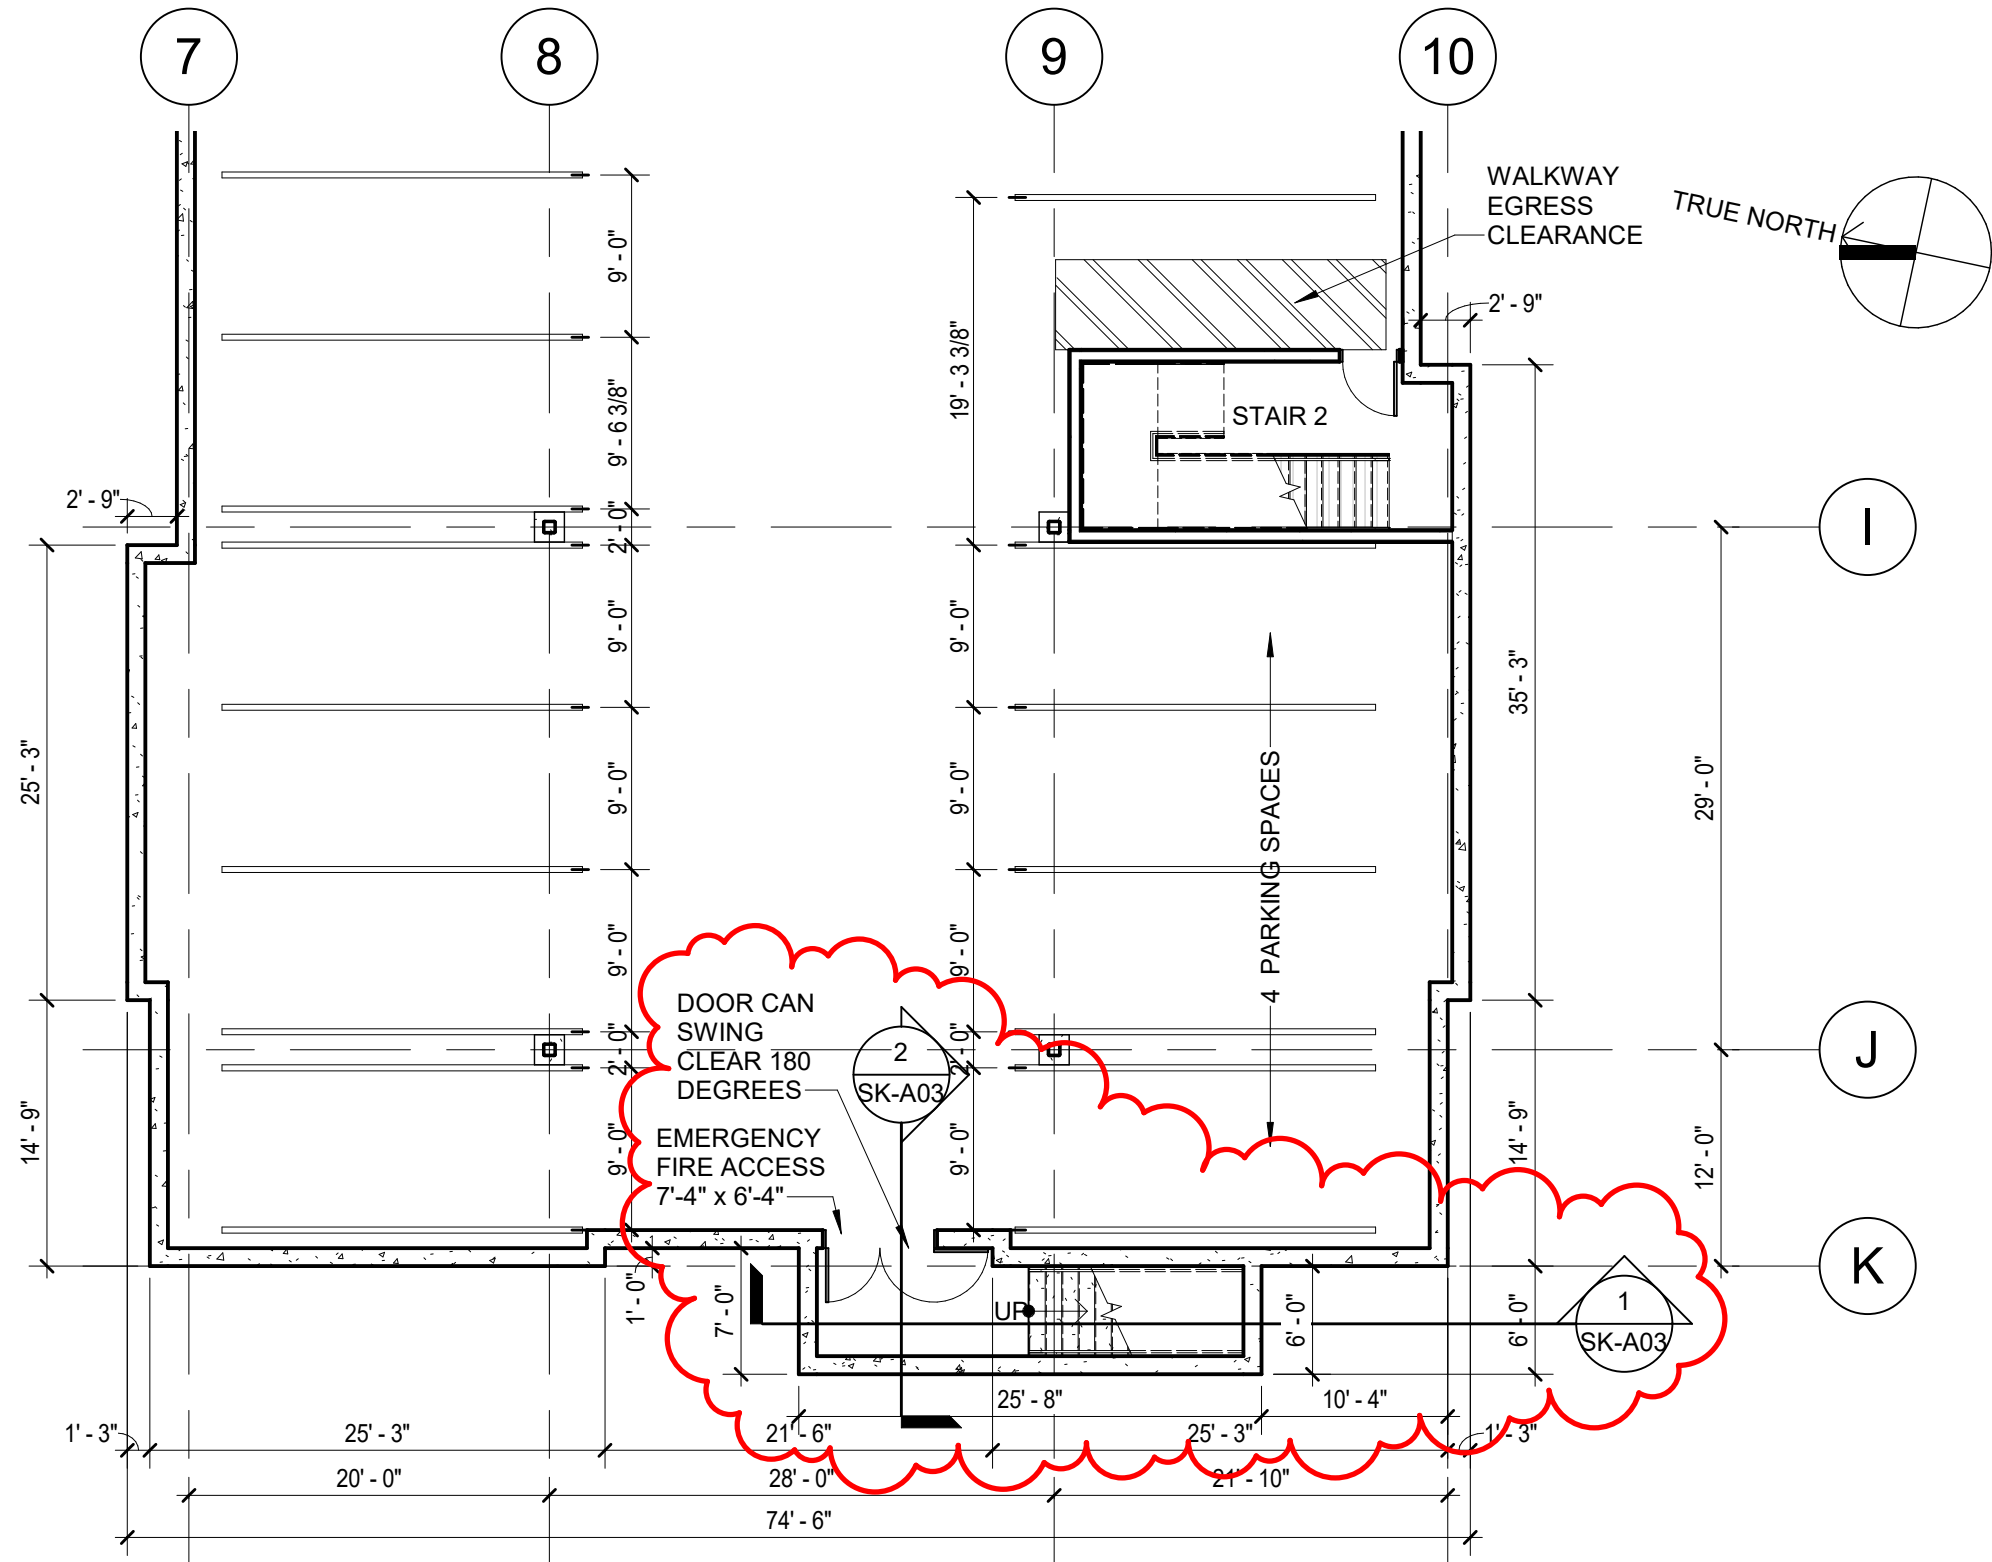 7
8
9
10
WALKWAY
EGRESS
CLEARANCE
TRUE NORTH
2' - 9"
9' - 0"
19' - 3 3/8"
9' - 6 3/8"
STAIR 2
2' - 9"
2' - 0"
I
9' - 0"
9' - 0"
35' - 3"
25' - 3"
9' - 0"
9' - 0"
4 PARKING SPACES
29' - 0"
9' - 0"
9' - 0"
DOOR CAN
SWING
CLEAR 180
DEGREES
2
SK-A03
2' - 0"
2' - 0"
J
EMERGENCY
FIRE ACCESS
7'-4" x 6'-4"
14' - 9"
9' - 0"
9' - 0"
14' - 9"
12' - 0"
K
1' - 0"
7' - 0"
UP
6' - 0"
6' - 0"
1
SK-A03
25' - 8"
10' - 4"
1' - 3"
25' - 3"
21' - 6"
25' - 3"
1' - 3"
20' - 0"
28' - 0"
21' - 10"
74' - 6"